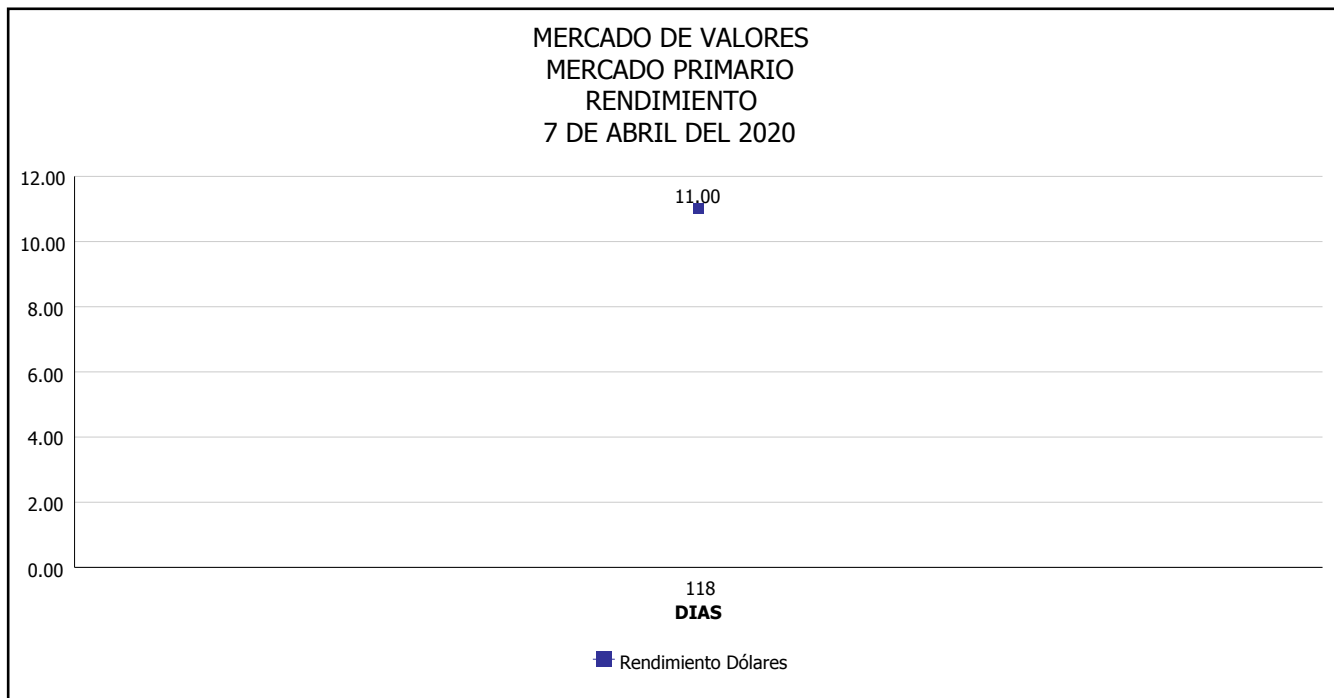 MERCADO DE VALORES
MERCADO PRIMARIO
RENDIMIENTO
7 DE ABRIL DEL 2020
12.00
11.00
10.00
8.00
6.00
4.00
2.00
0.00
118
DIAS
Rendimiento Dólares